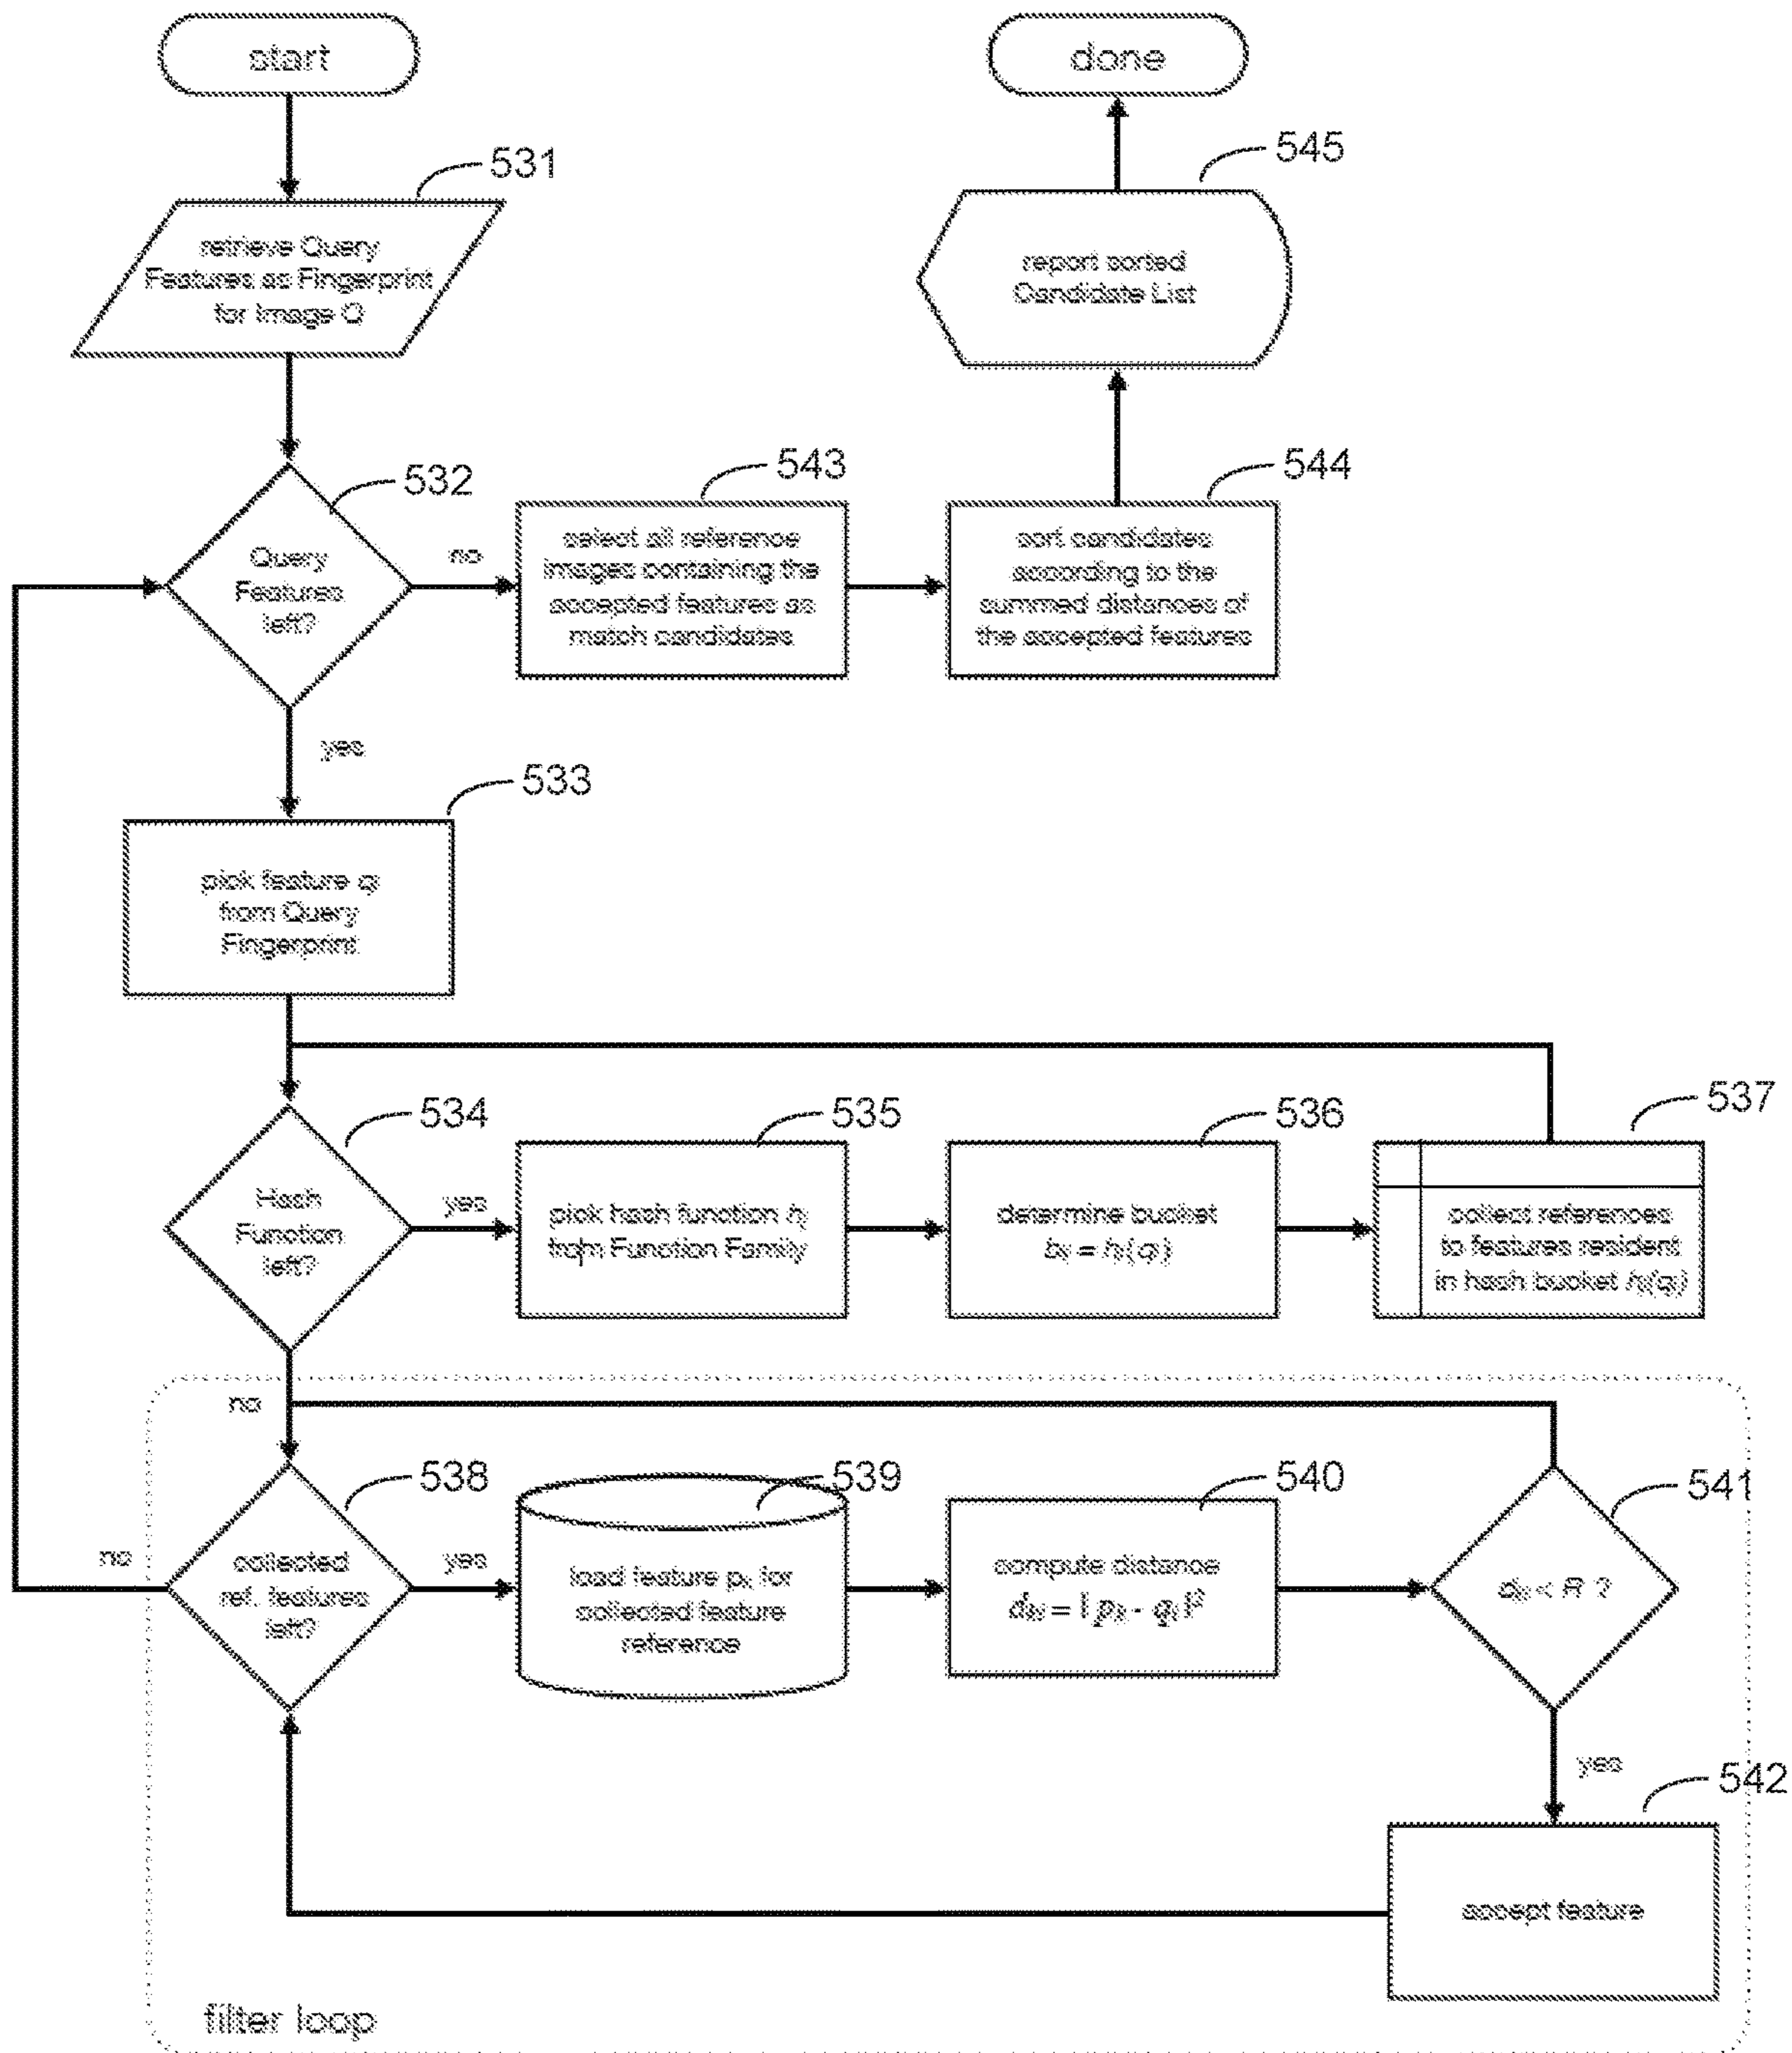 start
done
531
545
retrieve Query
Features as Fingerprint
for Image Q
report sorted
Candidate List
532
543
544
Query
Features
left?
no
select all reference
images containing the
accepted features as
match candidates
sort candidates
according to the
summed distances of
the accepted features
yes
533
pick feature qᵢ
from Query
Fingerprint
534
535
536
537
Hash
Function
left?
yes
pick hash function hⱼ
from Function Family
determine bucket
collect references
to features resident
in hash bucket hⱼ(qᵢ)
no
538
539
540
541
no
collected
ref. features
left?
yes
load feature pₖ for
collected feature
reference
compute distance
dₖᵢ = | pₖ - qᵢ |²
dₖᵢ < R ?
yes
542
accept feature
filter loop